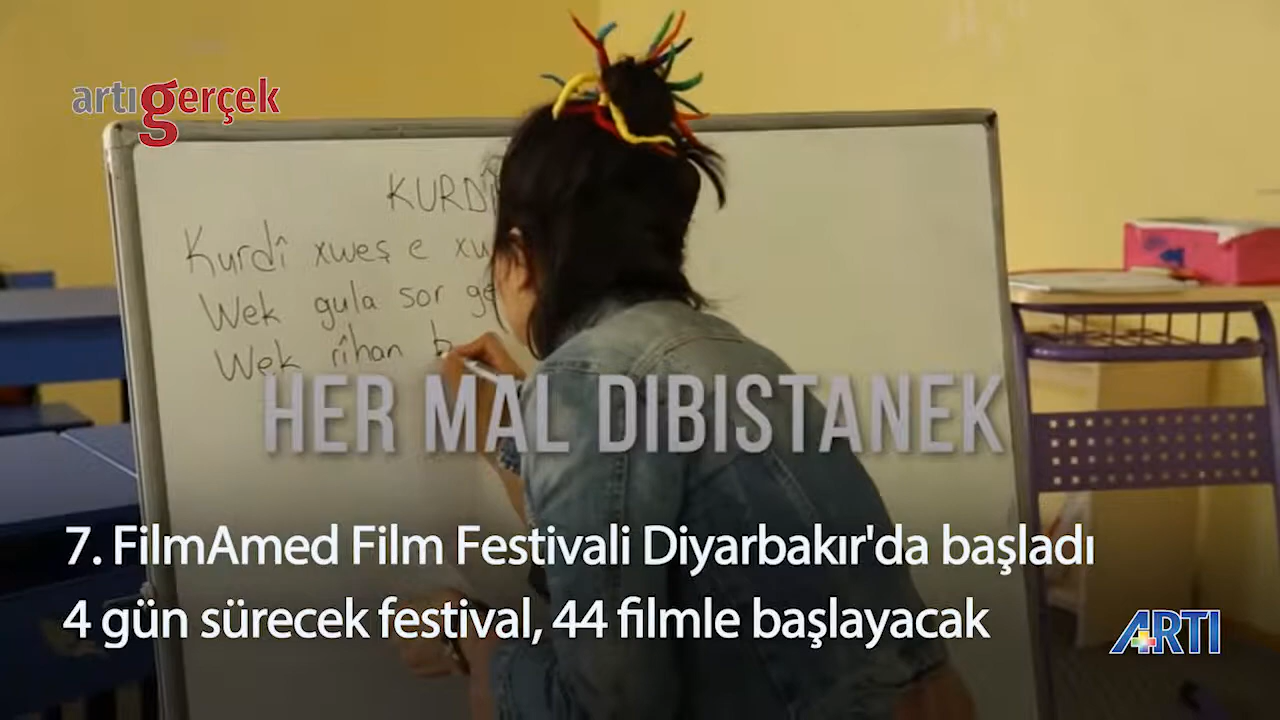 artıgerçek
KURDÎ
Kurdî xweş e
Wek gula sor
Wek rîhan b
HER MAL DIBISTANEK
7. FilmAmed Film Festivali Diyarbakır'da başladı
4 gün sürecek festival, 44 filmle başlayacak
ARTI